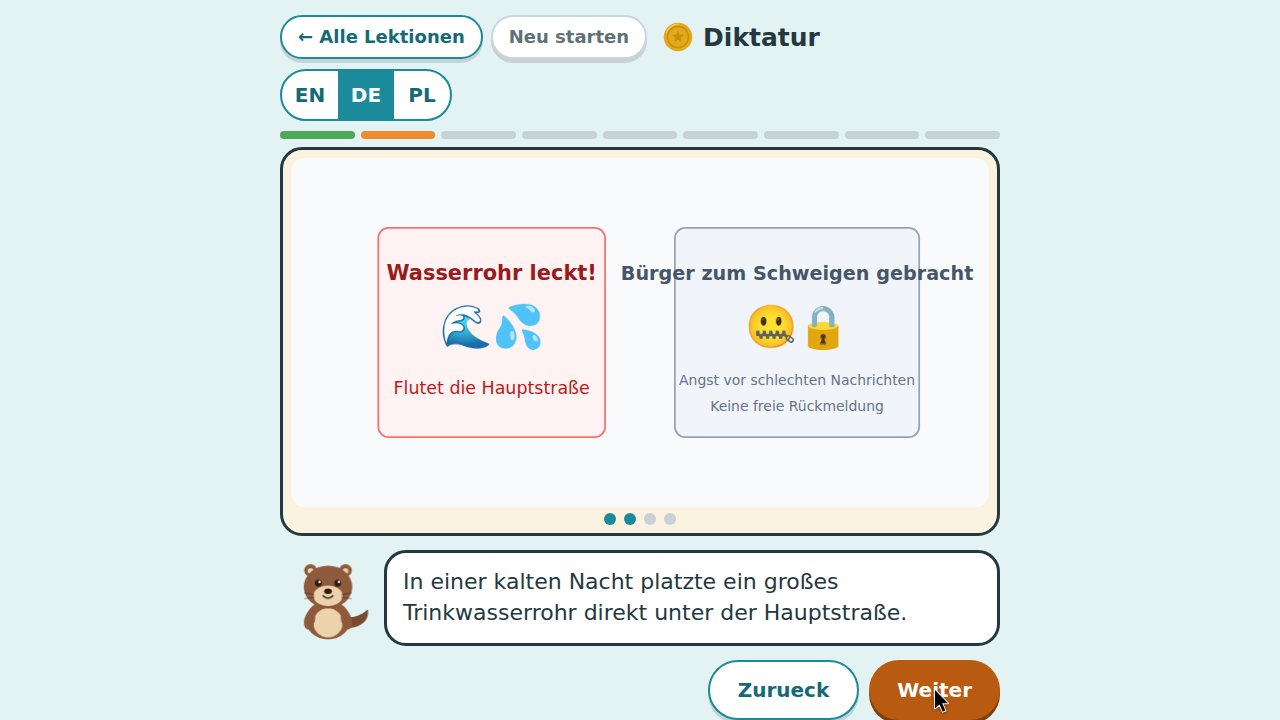 ← Alle Lektionen
Neu starten
Diktatur
EN DE PL
Wasserrohr leckt!
Flutet die Hauptstraße
Bürger zum Schweigen gebracht
Angst vor schlechten Nachrichten
Keine freie Rückmeldung
In einer kalten Nacht platzte ein großes
Trinkwasserrohr direkt unter der Hauptstraße.
Zurueck
Weiter